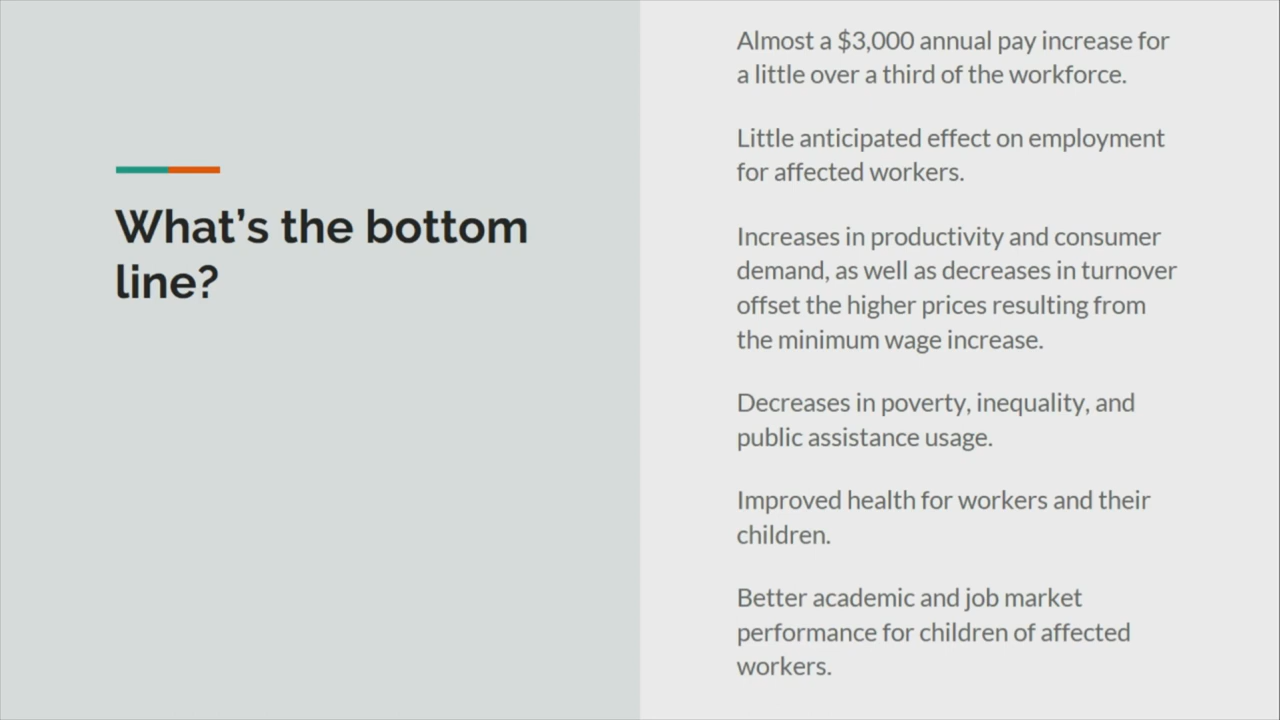 What’s the bottom
line?
Almost a $3,000 annual pay increase for
a little over a third of the workforce.
Little anticipated effect on employment
for affected workers.
Increases in productivity and consumer
demand, as well as decreases in turnover
offset the higher prices resulting from
the minimum wage increase.
Decreases in poverty, inequality, and
public assistance usage.
Improved health for workers and their
children.
Better academic and job market
performance for children of affected
workers.